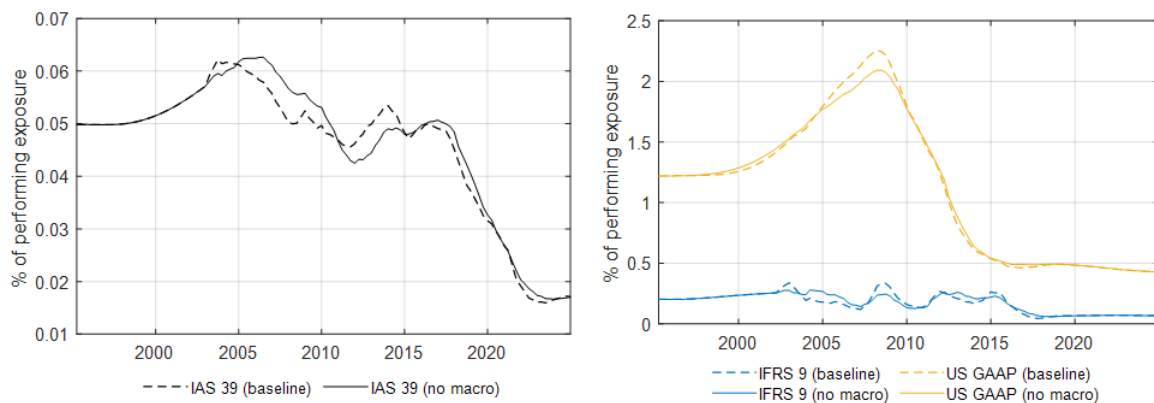 % of performing exposure
0.07
0.06
0.05
0.04
0.03
0.02
0.01
2000 2005 2010 2015 2020
IAS 39 (baseline) IAS 39 (no macro)
% of performing exposure
2.5
2
1.5
1
0.5
0
2000 2005 2010 2015 2020
IFRS 9 (baseline) US GAAP (baseline)
IFRS 9 (no macro) US GAAP (no macro)